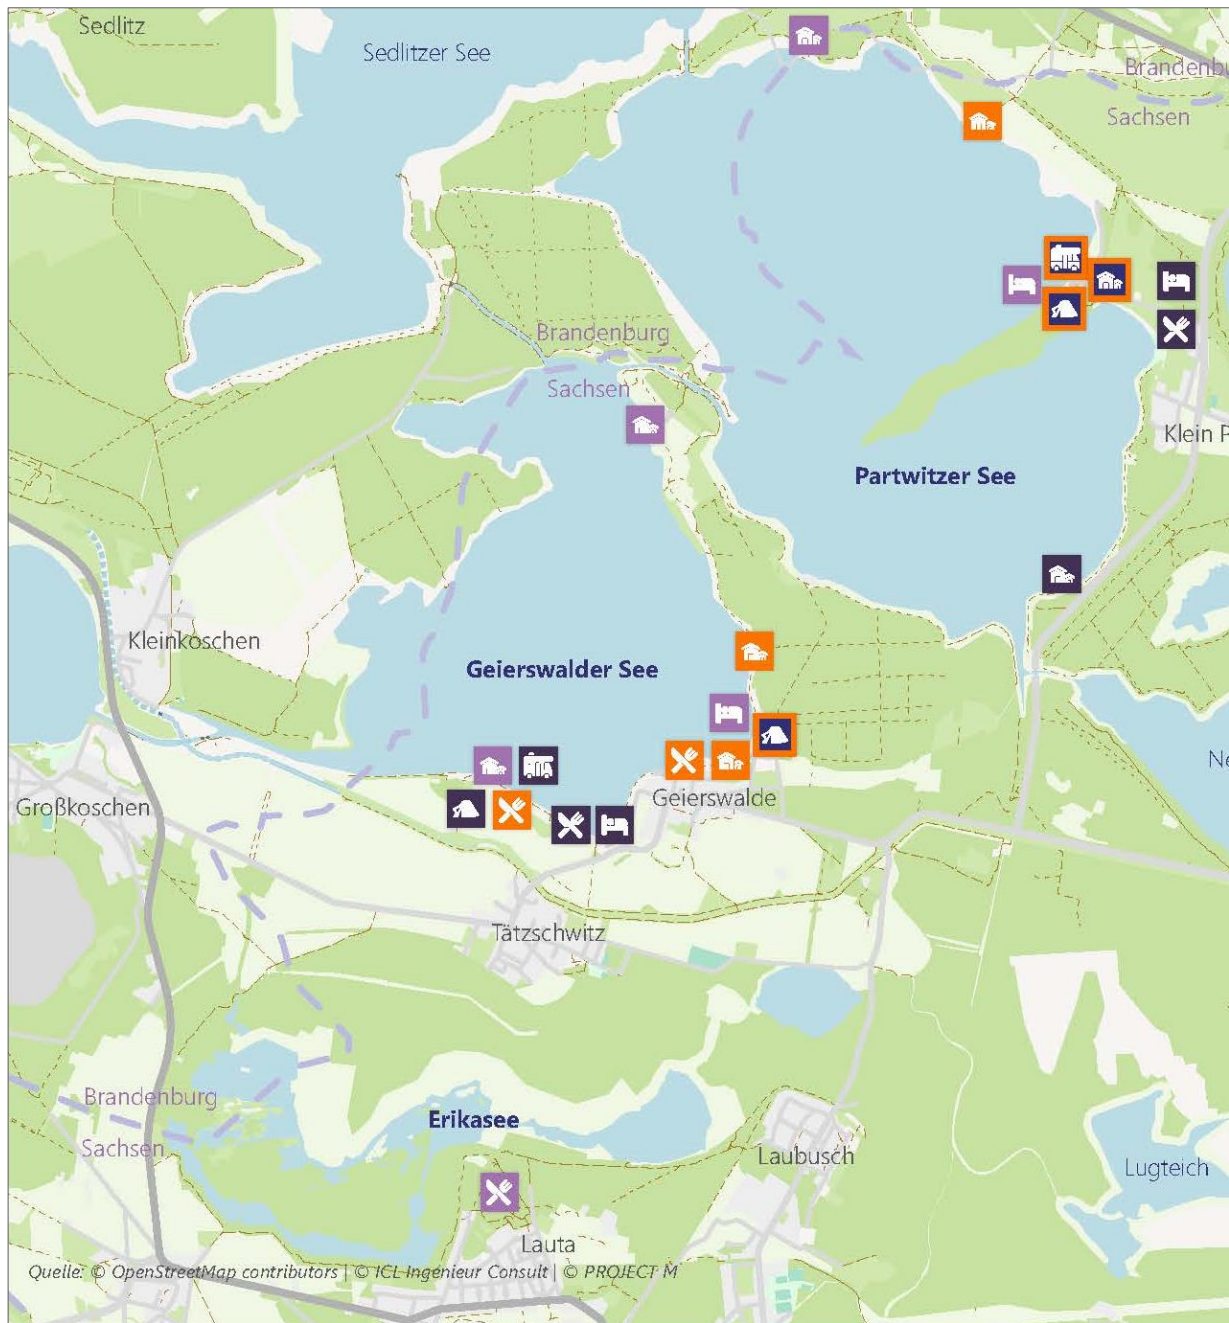 Sedlitz
Sedlitzer See
Brandenbu
Sachsen
Brandenburg
Sachsen
Klein P
Partwitzer See
Kleinkoschen
Geierswalder See
Ne
Großkoschen
Geierswalde
Tätzschwitz
Brandenburg
Erikasee
Sachsen
Laubusch
Lugteich
Lauta
Quelle: © OpenStreetMap contributors | © ICL-Ingenieur Consult | © PROJECT M